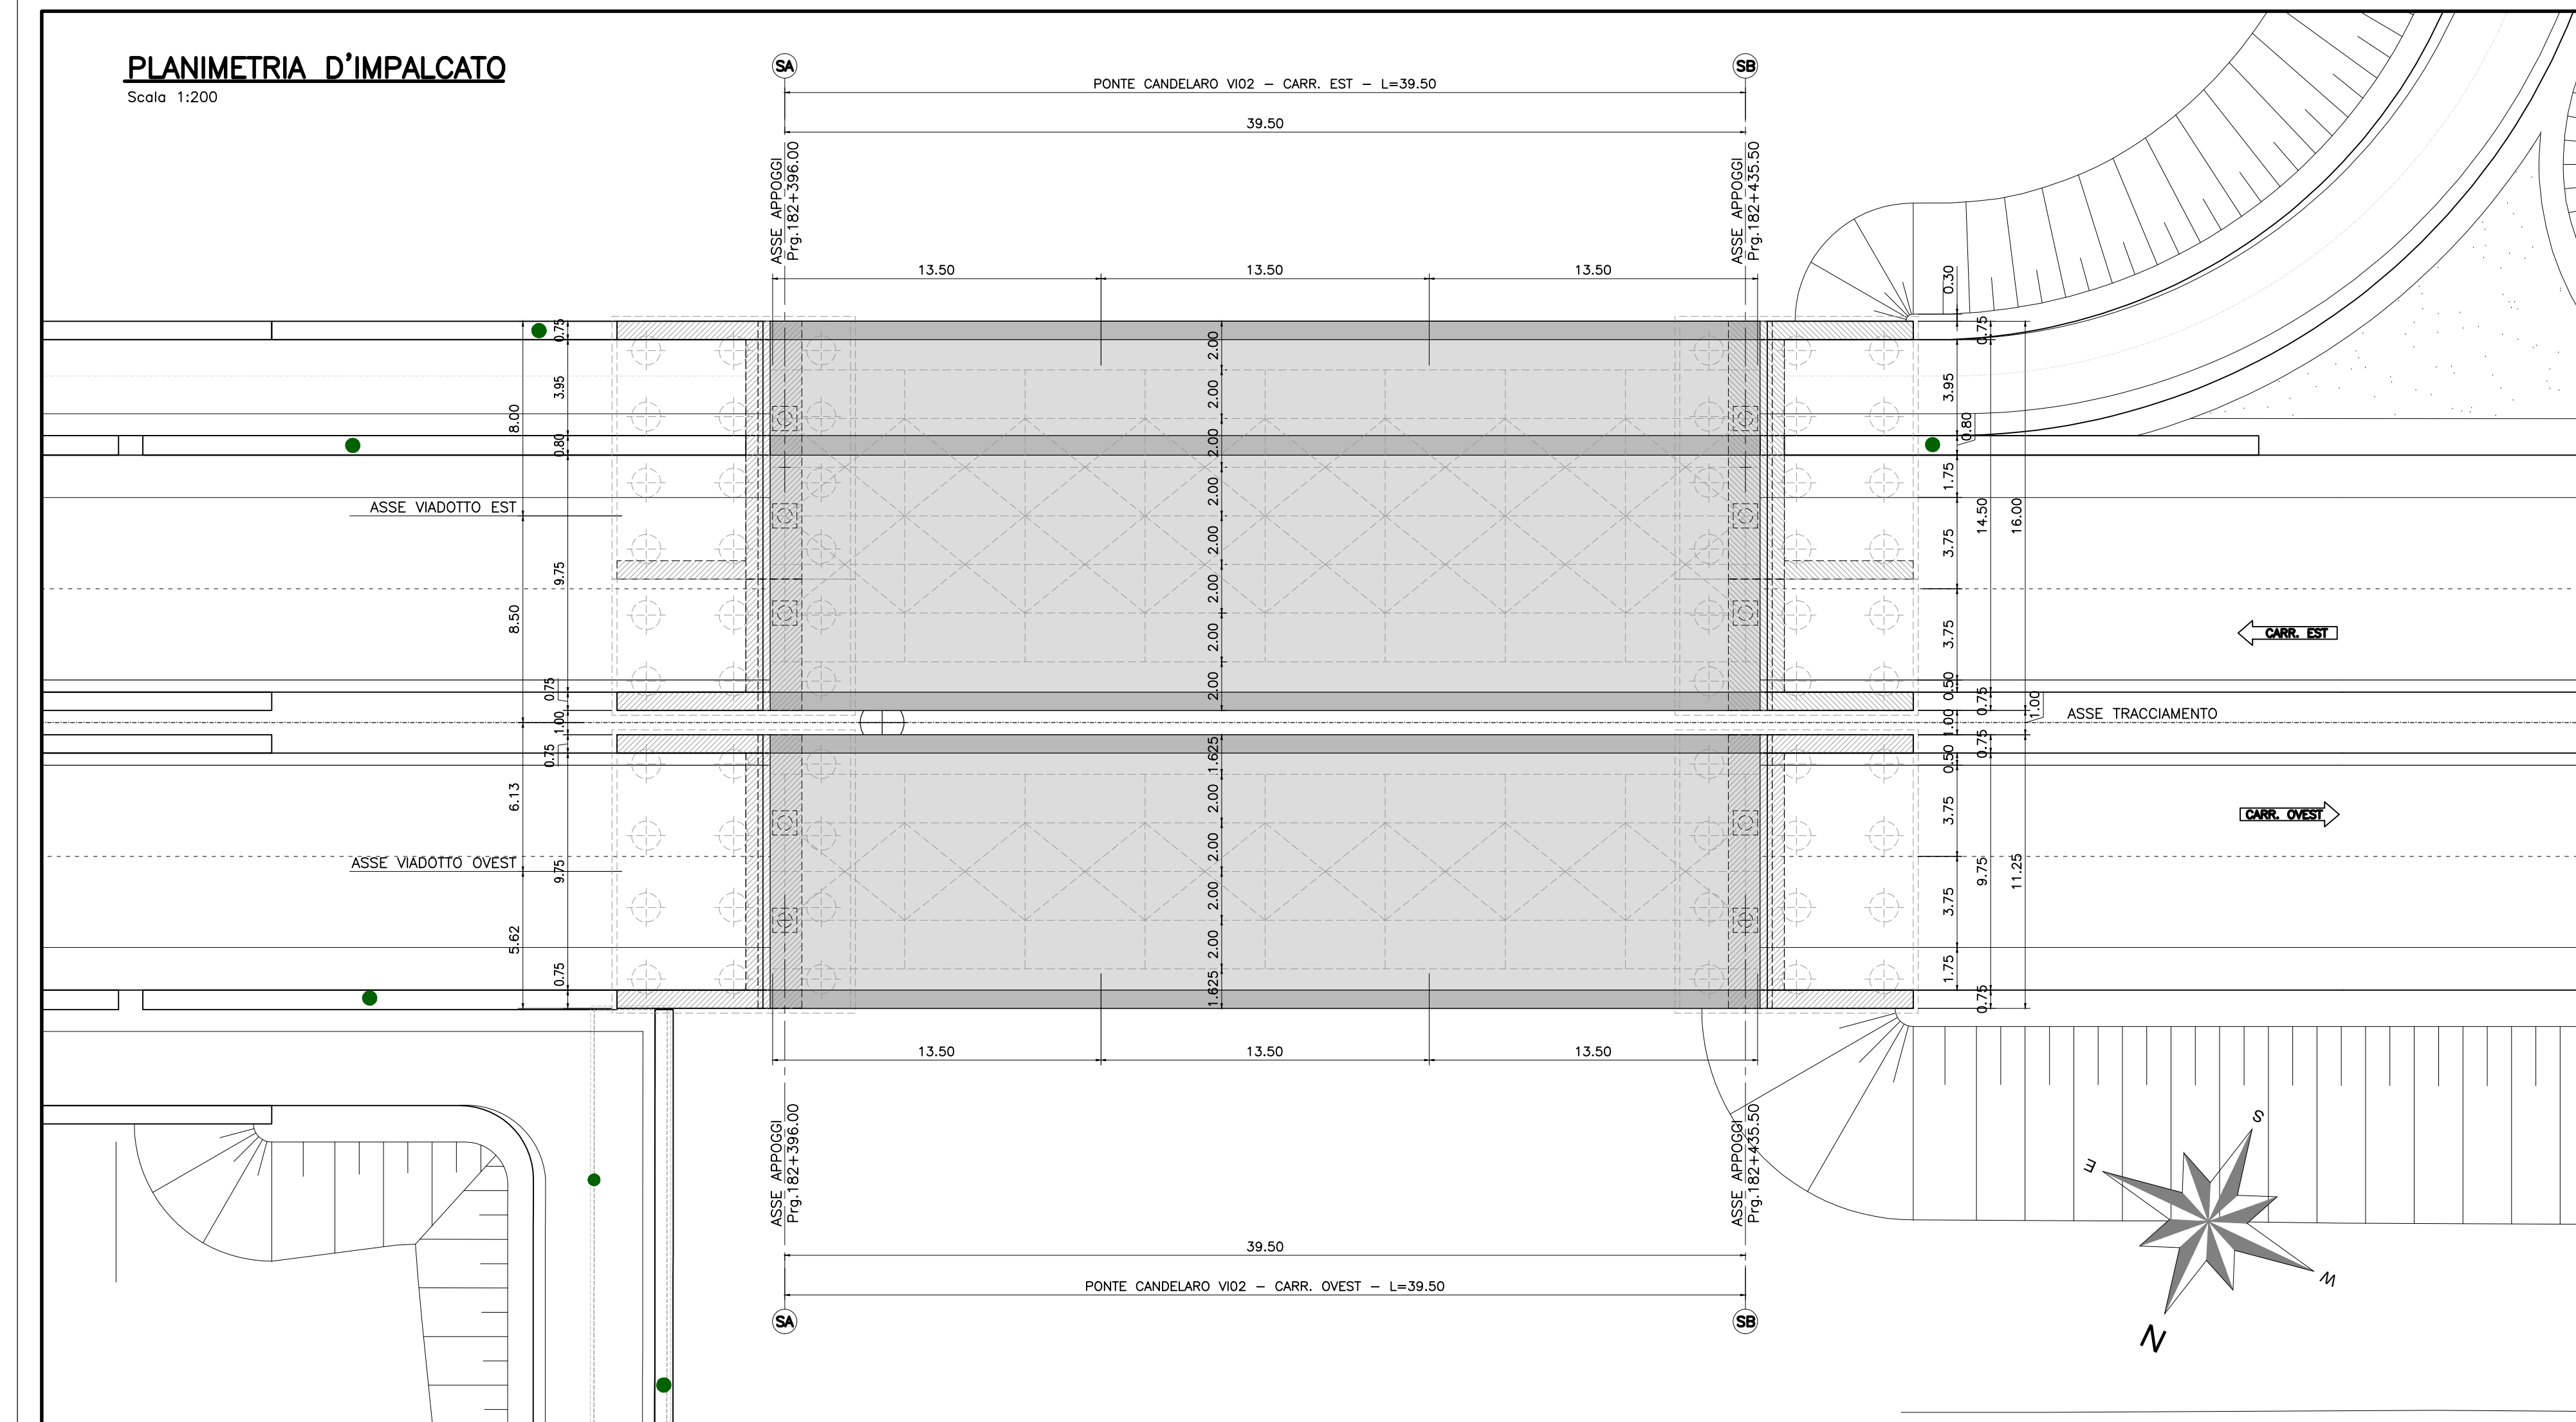 PLANIMETRIA D'IMPALCATO
Scala 1:200
SA
SB
PONTE CANDELARO VI02 - CARR. EST - L=39.50
39.50
ASSE APPOGGI
Prg.182+396.00
ASSE APPOGGI
Prg.182+435.50
13.50
13.50
13.50
0.75
3.95
8.00
0.80
ASSE VIADOTTO EST
9.75
8.50
0.75
1.00
0.75
6.13
ASSE VIADOTTO OVEST
9.75
5.62
0.75
2.00
2.00
2.00
2.00
2.00
2.00
2.00
2.00
1.625
2.00
2.00
2.00
2.00
1.625
0.30
0.75
3.95
0.80
1.75
14.50
16.00
3.75
3.75
0.50
0.75
1.00
1.00
0.75
0.50
3.75
9.75
11.25
3.75
1.75
0.75
CARR. EST
ASSE TRACCIAMENTO
CARR. OVEST
13.50
13.50
13.50
ASSE APPOGGI
Prg.182+396.00
ASSE APPOGGI
Prg.182+435.50
39.50
PONTE CANDELARO VI02 - CARR. OVEST - L=39.50
SA
SB
S
E
W
N